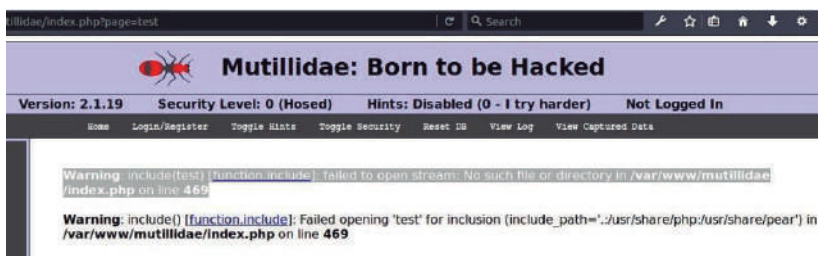 tillidae/index.php?page=test Search
Mutillidae: Born to be Hacked
Version: 2.1.19 Security Level: 0 (Hosed) Hints: Disabled (0 - I try harder) Not Logged In
Home Login/Register Toggle Hints Toggle Security Reset DB View Log View Captured Data
Warning: include(test) [function.include]: failed to open stream: No such file or directory in /var/www/mutillidae
/index.php on line 469
Warning: include() [function.include]: Failed opening 'test' for inclusion (include_path='.:/usr/share/php:/usr/share/pear') in
/var/www/mutillidae/index.php on line 469